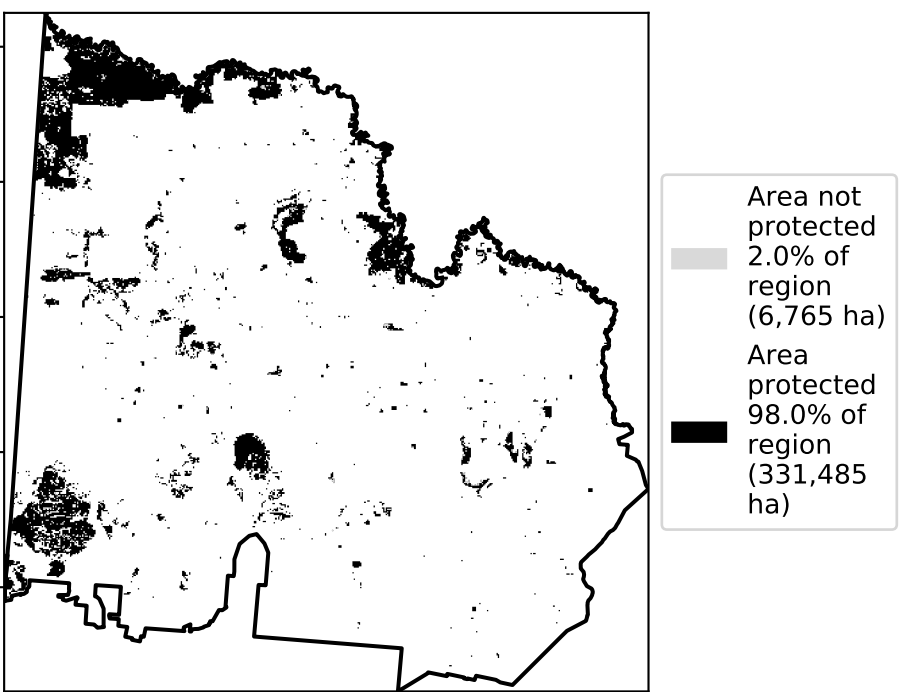 Area not
protected
2.0% of
region
(6,765 ha)
Area
protected
98.0% of
region
(331,485
ha)